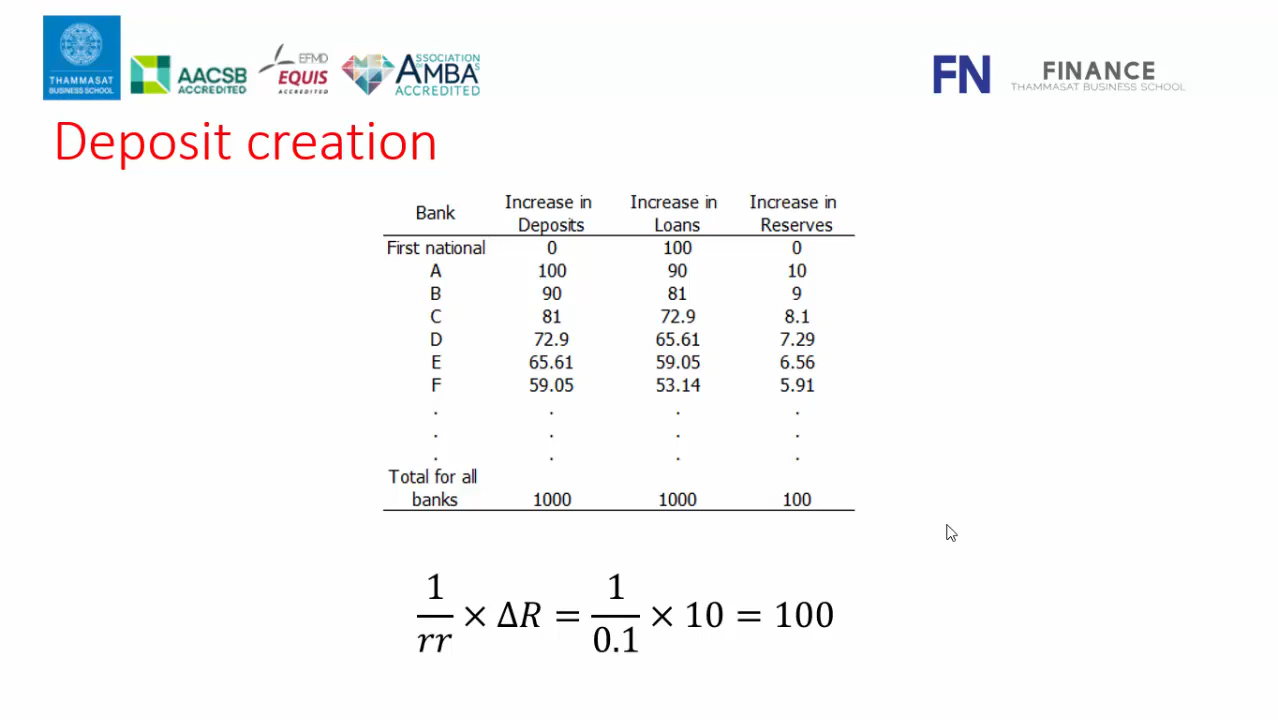 THAMMASAT
BUSINESS SCHOOL
AACSB
ACCREDITED
EFMD
EQUIS
ACCREDITED
ASSOCIATION
OF AMBAs
ACCREDITED
FN
FINANCE
THAMMASAT BUSINESS SCHOOL
Deposit creation
Bank Increase in Deposits Increase in Loans Increase in Reserves
First national 0 100 0
A 100 90 10
B 90 81 9
C 81 72.9 8.1
D 72.9 65.61 7.29
E 65.61 59.05 6.56
F 59.05 53.14 5.91
. . . .
. . . .
. . . .
Total for all banks 1000 1000 100
1/rr × ΔR = 1/0.1 × 10 = 100